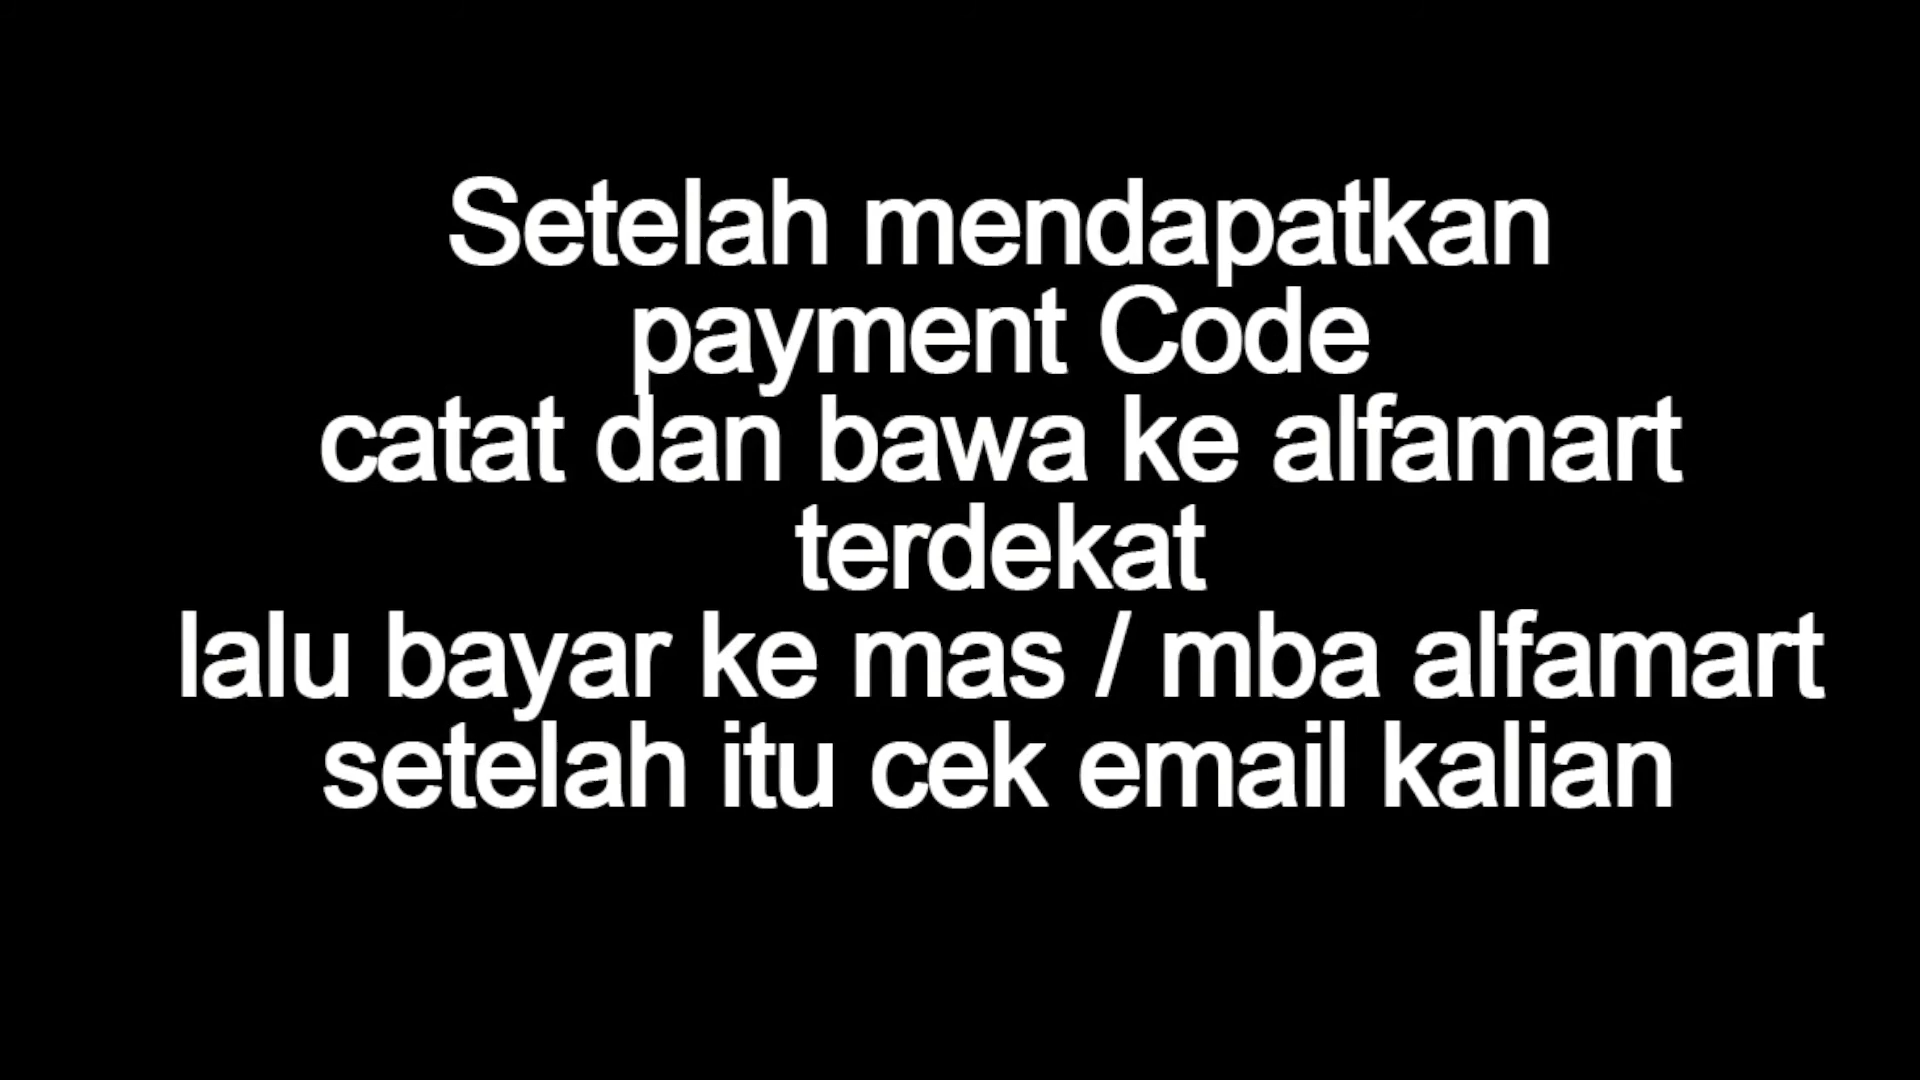 Setelah mendapatkan
payment Code
catat dan bawa ke alfamart
terdekat
lalu bayar ke mas / mba alfamart
setelah itu cek email kalian